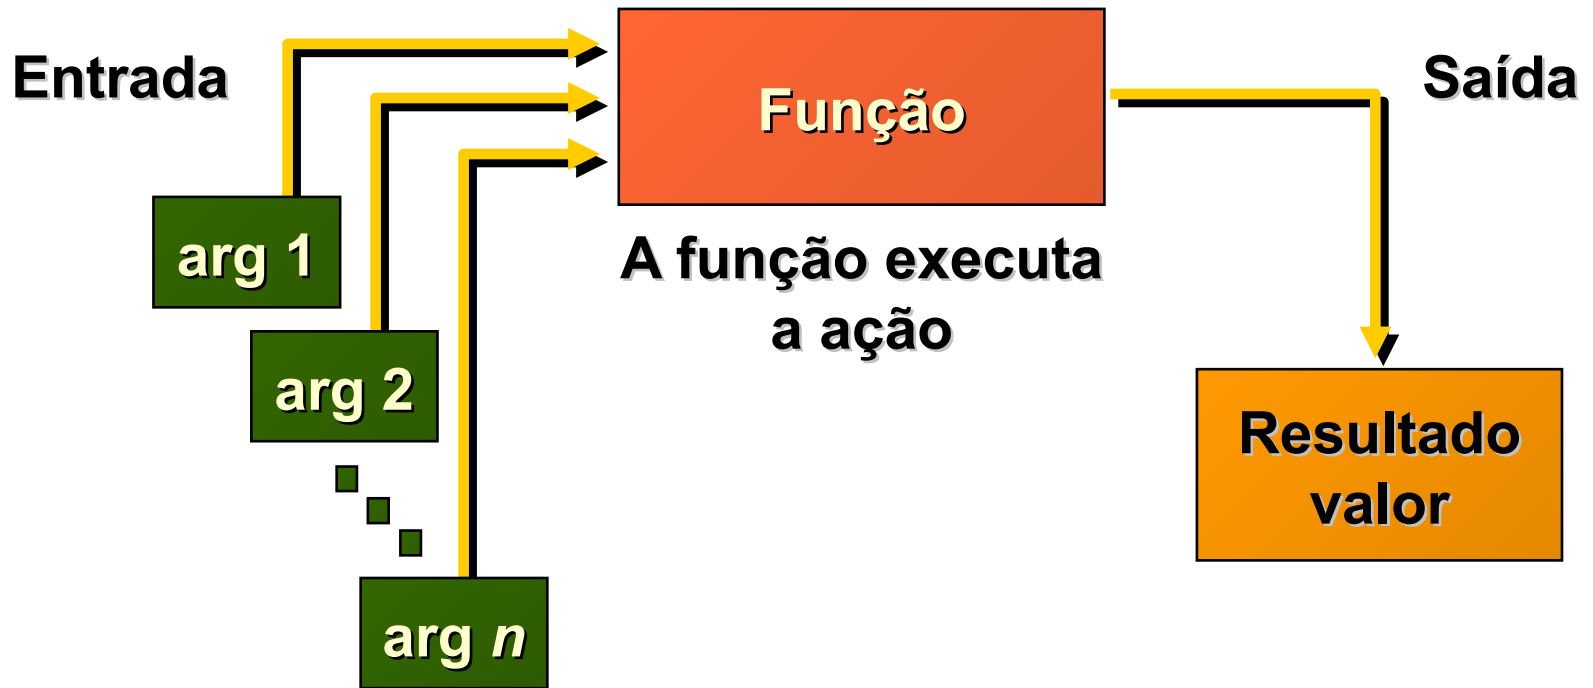 Entrada
Função
Saída
arg 1
A função executa
a ação
arg 2
Resultado
valor
arg n